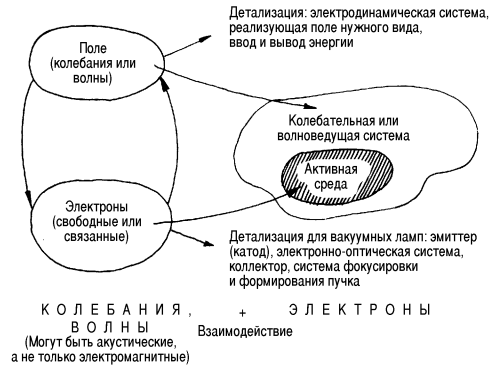 Детализация: электродинамическая система,
реализующая поле нужного вида,
ввод и вывод энергии
Поле
(колебания или
волны)
Колебательная или
волноведущая система
Активная
среда
Электроны
(свободные или
связанные)
Детализация для вакуумных ламп: эмиттер
(катод), электронно-оптическая система,
коллектор, система фокусировки
и формирования пучка
КОЛЕБАНИЯ, + ЭЛЕКТРОНЫ
ВОЛНЫ
Взаимодействие
(Могут быть акустические,
а не только электромагнитные)